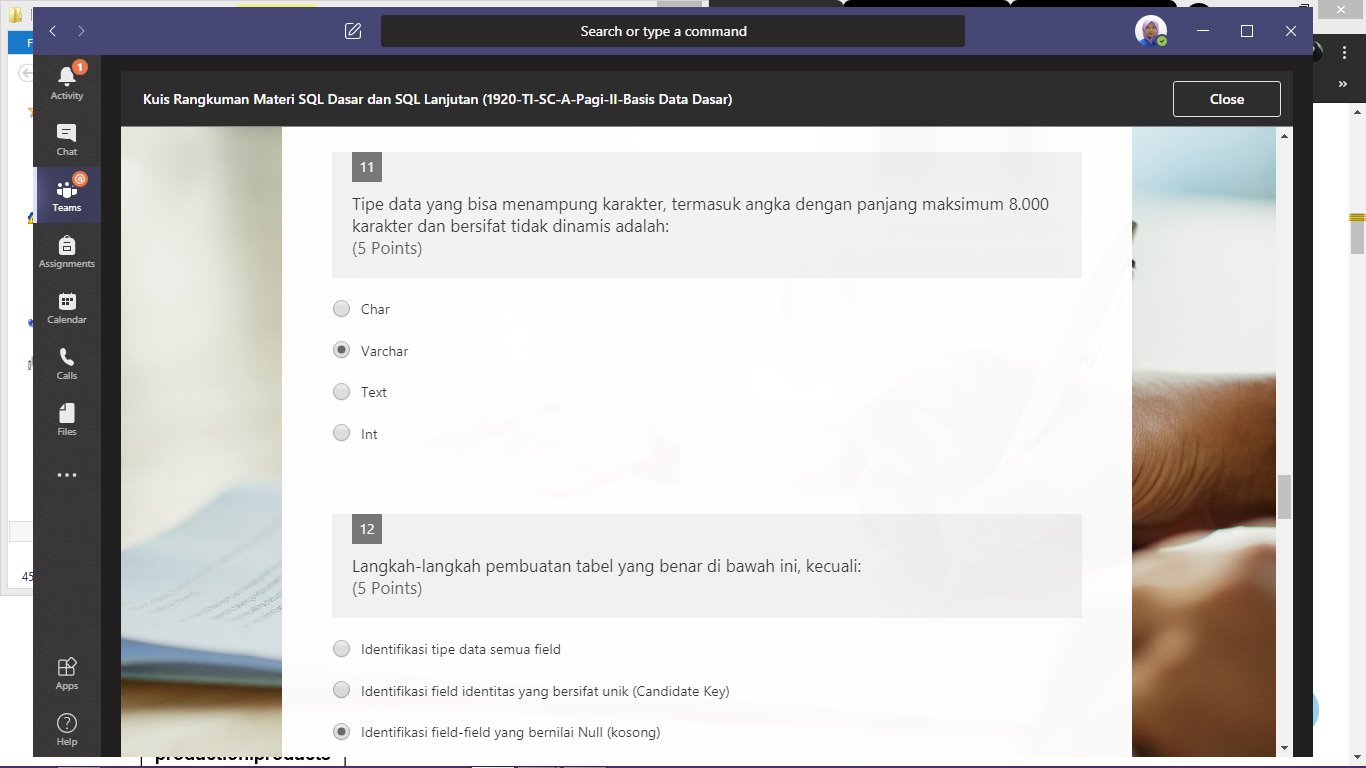 Search or type a command
1
Activity
Chat
Teams
Assignments
Calendar
Calls
Files
Apps
Help
Kuis Rangkuman Materi SQL Dasar dan SQL Lanjutan (1920-TI-SC-A-Pagi-II-Basis Data Dasar)
Close
11
Tipe data yang bisa menampung karakter, termasuk angka dengan panjang maksimum 8.000
karakter dan bersifat tidak dinamis adalah:
(5 Points)
Char
Varchar
Text
Int
12
Langkah-langkah pembuatan tabel yang benar di bawah ini, kecuali:
(5 Points)
Identifikasi tipe data semua field
Identifikasi field identitas yang bersifat unik (Candidate Key)
Identifikasi field-field yang bernilai Null (kosong)
F
45